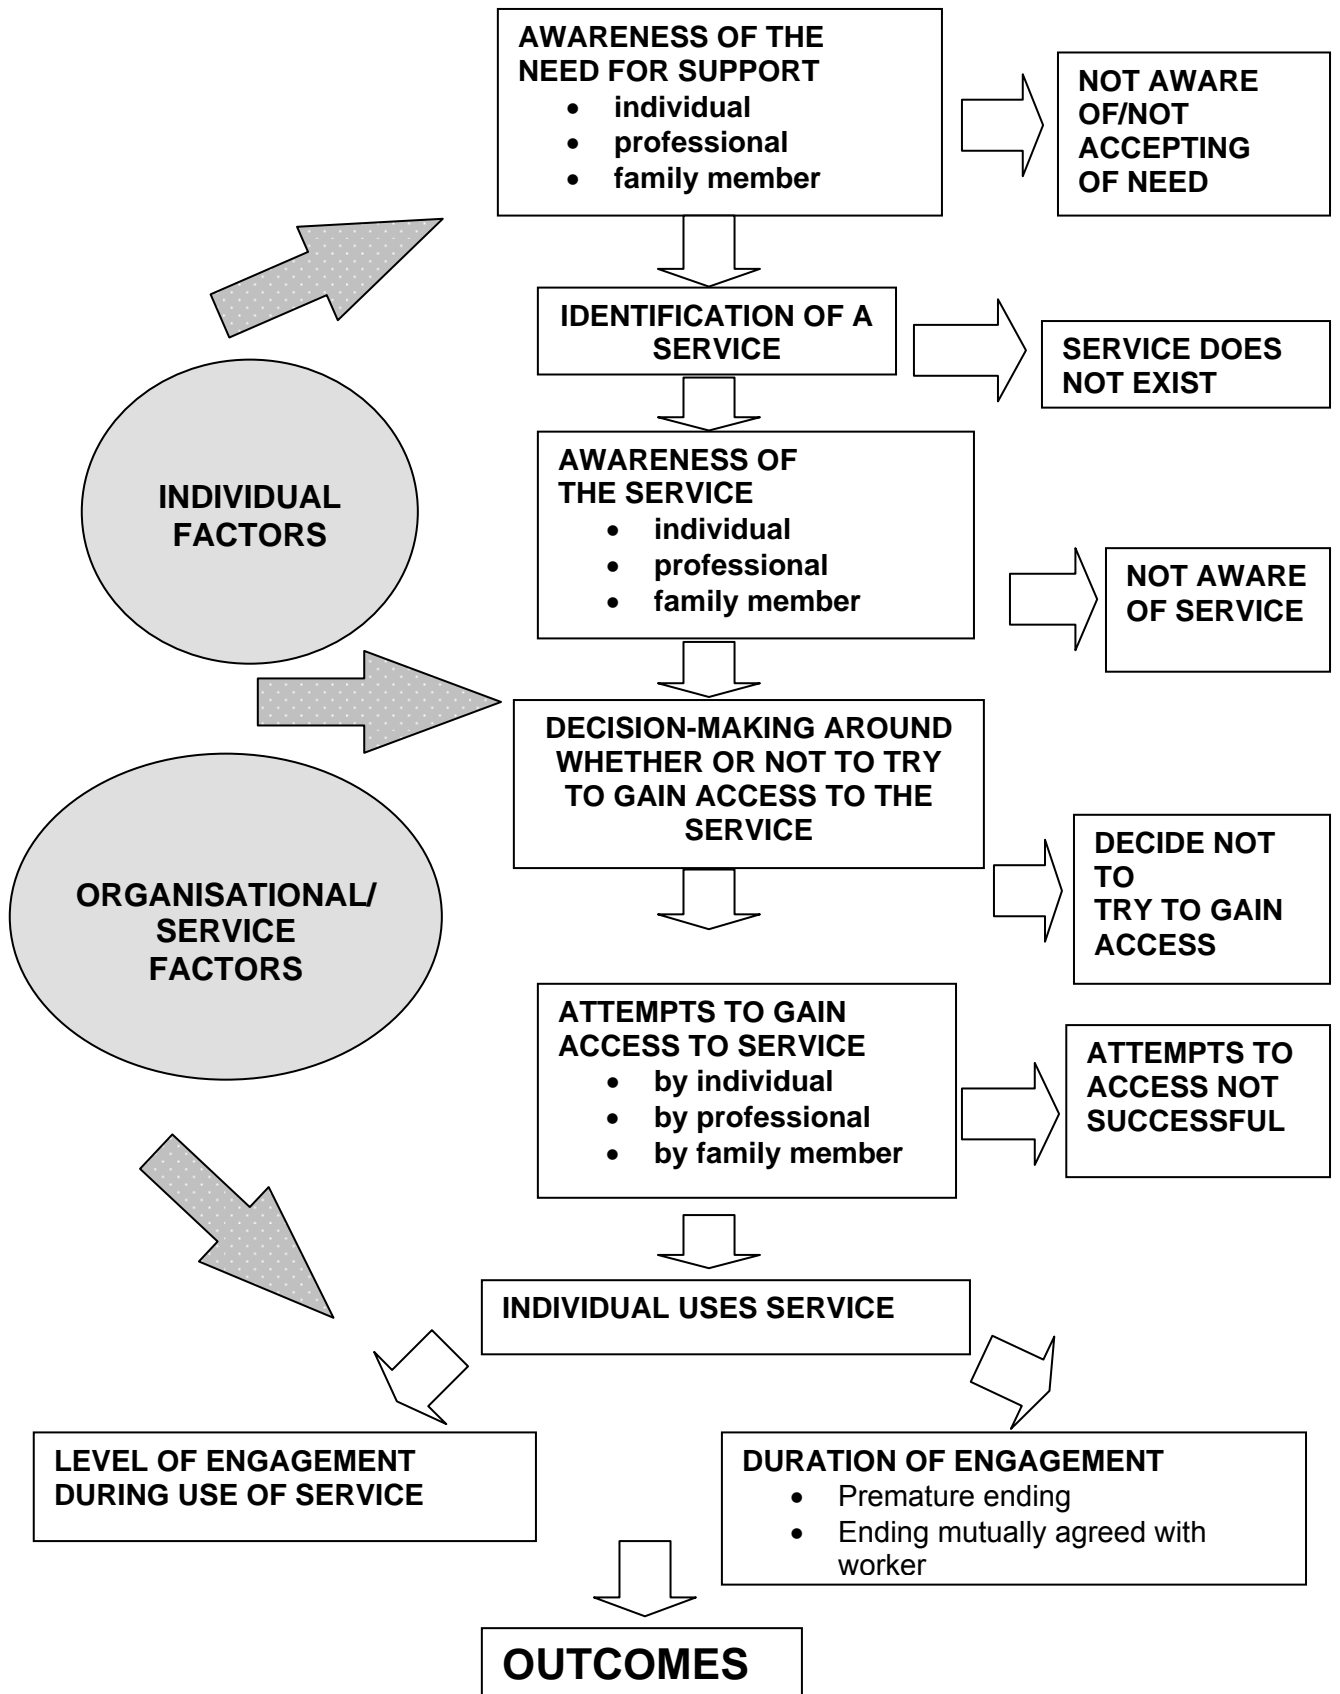 AWARENESS OF THE
NEED FOR SUPPORT
• individual
• professional
• family member
NOT AWARE
OF/NOT
ACCEPTING
OF NEED
IDENTIFICATION OF A
SERVICE
SERVICE DOES
NOT EXIST
INDIVIDUAL
FACTORS
AWARENESS OF
THE SERVICE
• individual
• professional
• family member
NOT AWARE
OF SERVICE
DECISION-MAKING AROUND
WHETHER OR NOT TO TRY
TO GAIN ACCESS TO THE
SERVICE
DECIDE NOT
TO
TRY TO GAIN
ACCESS
ORGANISATIONAL/
SERVICE
FACTORS
ATTEMPTS TO GAIN
ACCESS TO SERVICE
• by individual
• by professional
• by family member
ATTEMPTS TO
ACCESS NOT
SUCCESSFUL
INDIVIDUAL USES SERVICE
LEVEL OF ENGAGEMENT
DURING USE OF SERVICE
DURATION OF ENGAGEMENT
• Premature ending
• Ending mutually agreed with
worker
OUTCOMES